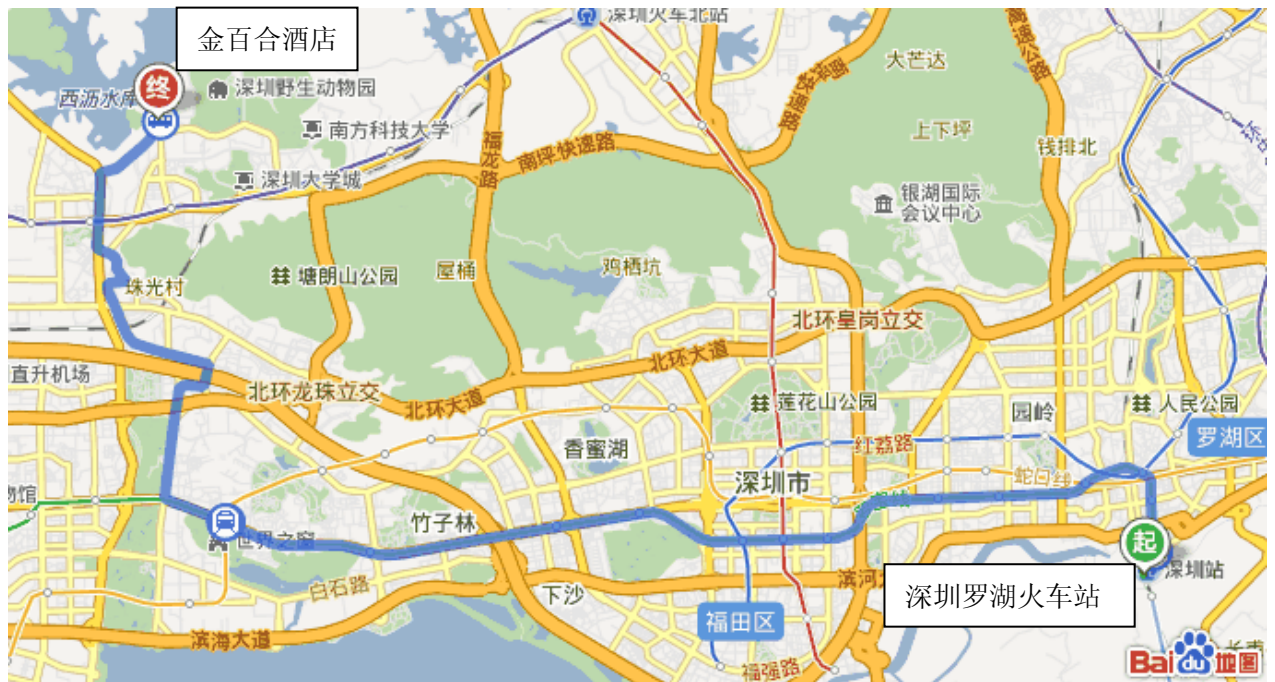 金百合酒店
深圳火车北站
终
西沥水库
深圳野生动物园
大芒达
南方科技大学
福龙路
南坪快速路
上下坪
钱排北
深圳大学城
银湖国际
会议中心
塘朗山公园
屋桶
鸡栖坑
珠光村
北环皇岗立交
直升机场
北环大道
北环龙珠立交
北环大道
莲花山公园
园岭
人民公园
香蜜湖
红荔路
罗湖区
深圳市
蛇口线
竹子林
世界之窗
起
深圳站
白石路
下沙
滨河
深圳罗湖火车站
福田区
滨海大道
福强路
Bai du 地图